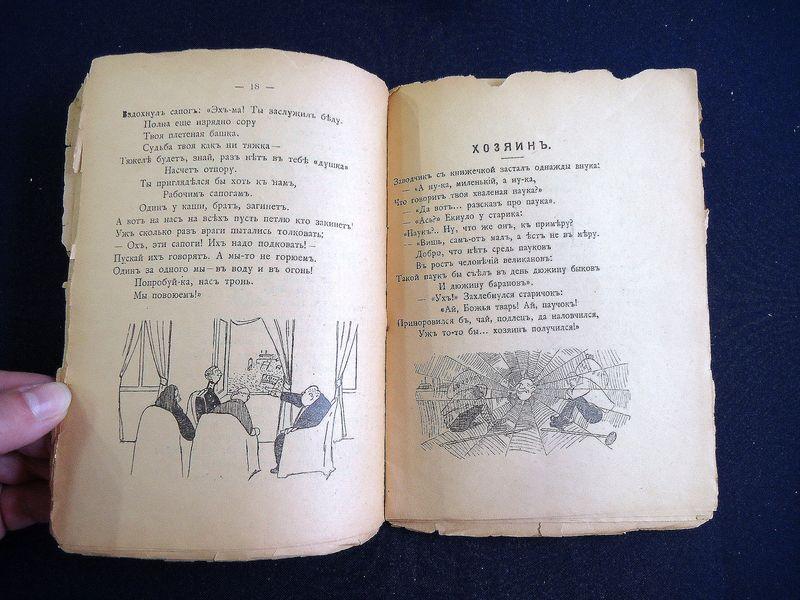 — 18 —
Вздохнулъ сапогъ: «Эхъ-ма! Ты заслужилъ бѣду.
Полна еще изрядно сору
Твоя плетеная башка.
Судьба твоя какъ ни тяжка—
Тяжелѣ будетъ, знай, разъ нѣтъ въ тебѣ «душка»
Насчетъ отпору.
Ты приглядѣлся бы хоть къ намъ,
Рабочимъ сапогамъ.
Одинъ у каши, братъ, загинетъ.
А вотъ на насъ на всѣхъ пусть петлю кто закинетъ!
Ужъ сколько разъ враги пытались толковать;
— Охъ, эти сапоги! Ихъ надо подковать!—
Пускай ихъ говорятъ. А мы-то не горюемъ.
Одинъ за одного мы—въ воду и въ огонь!
Попробуй-ка, насъ тронь.
Мы повоюемъ!»
ХОЗЯИНЪ.
Заводчикъ съ книжечкой засталъ однажды внука:
— «А ну-ка, миленькій, а ну-ка,
Что говоритъ твоя хваленая наука?»
— «Да вотъ... разсказъ про паука».
— «Ась?» Екнуло у старика:
«Наукъ?.. Ну, что же онъ, къ примѣру?
— «Вишь, самъ-отъ малъ, а ѣстъ не въ мѣру.
Добро, что нѣтъ средь пауковъ
Въ ростъ человѣчій великановъ:
Такой паукъ бы съѣлъ въ день дюжину быковъ
И дюжину барановъ».
— «Ухъ!» Захлебнулся старичокъ:
«Ай, Божья тварь! Ай, паучокъ!
Приноровился бъ, чай, подлецъ, да наловчился,
Ужъ то-то бы... хозяинъ получился!»